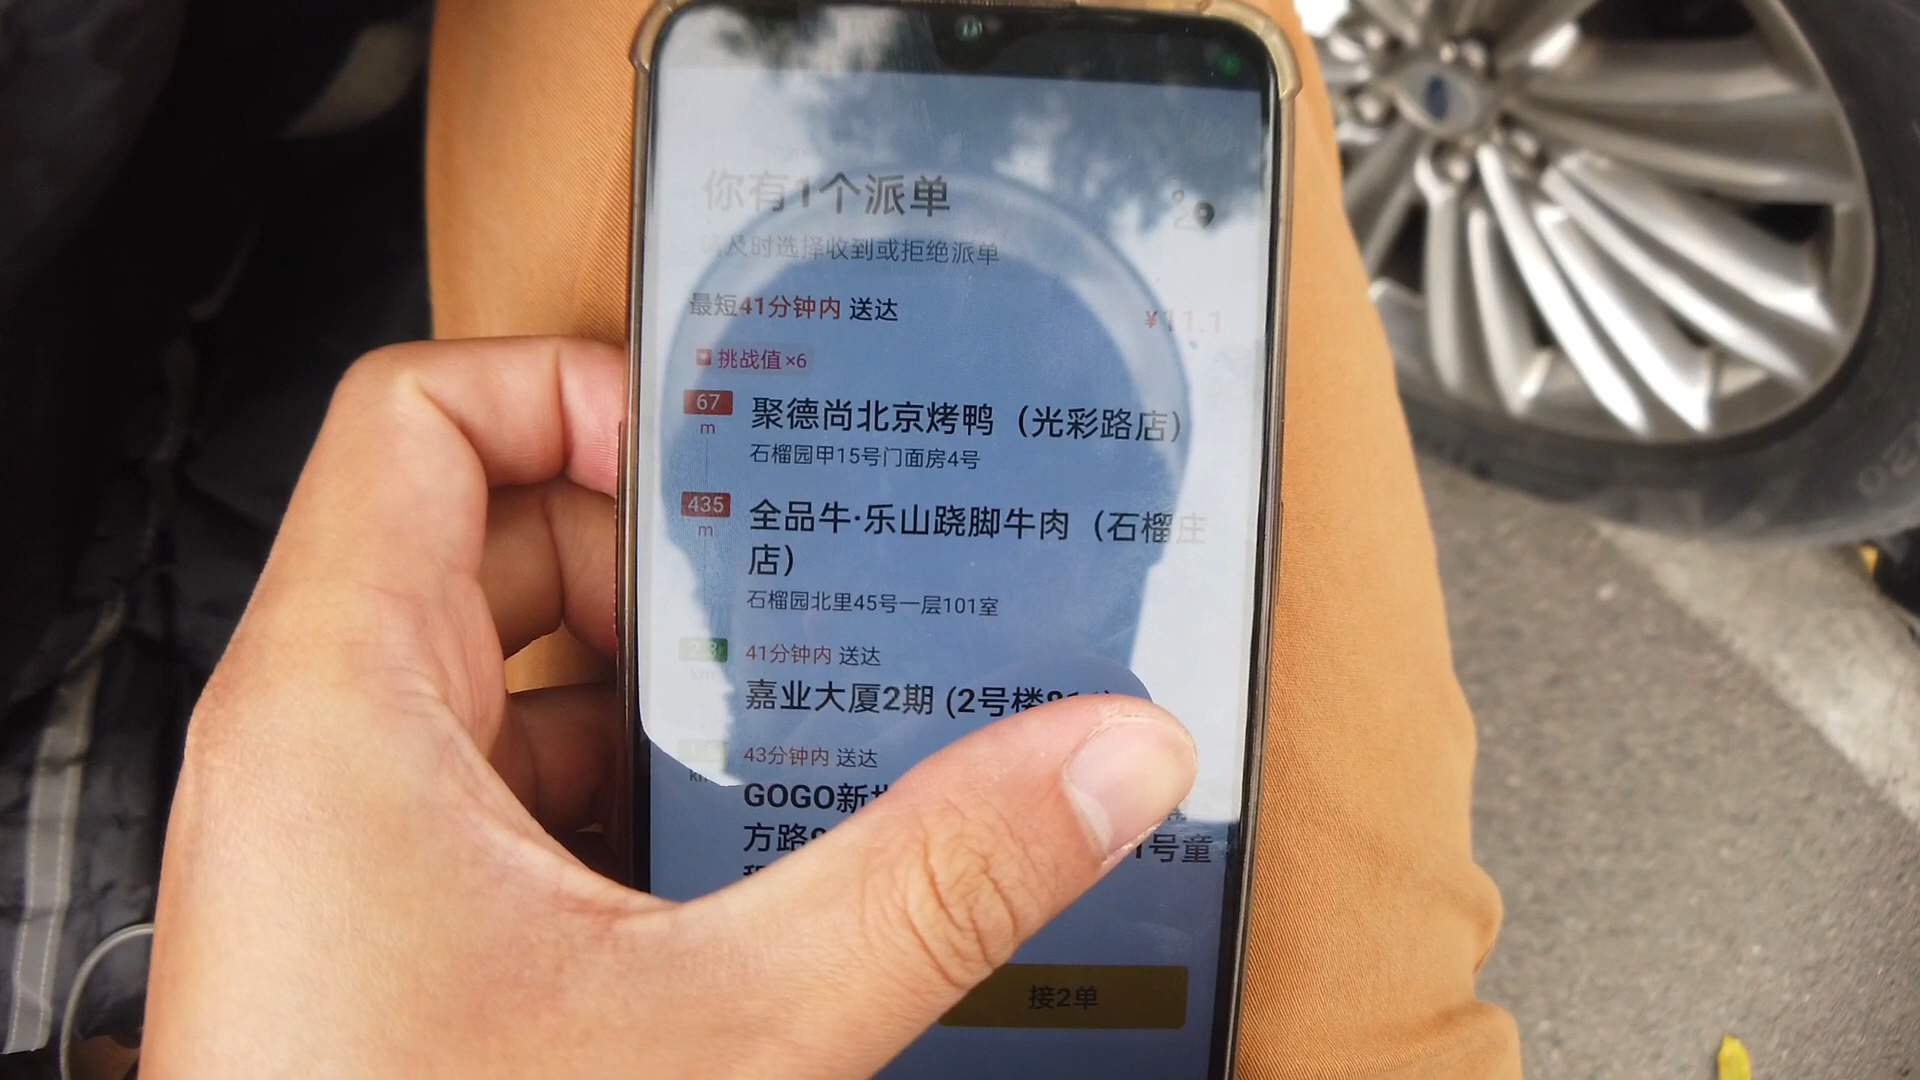 你有1个派单
请及时选择收到或拒绝派单
最短41分钟内 送达
¥11.1
挑战值×6
67
m
聚德尚北京烤鸭（光彩路店）
石榴园甲15号门面房4号
435
m
全品牛·乐山跷脚牛肉（石榴庄
店）
石榴园北里45号一层101室
km
41分钟内 送达
嘉业大厦2期 (2号楼
43分钟内 送达
GOGO新
方路
1号童
接2单